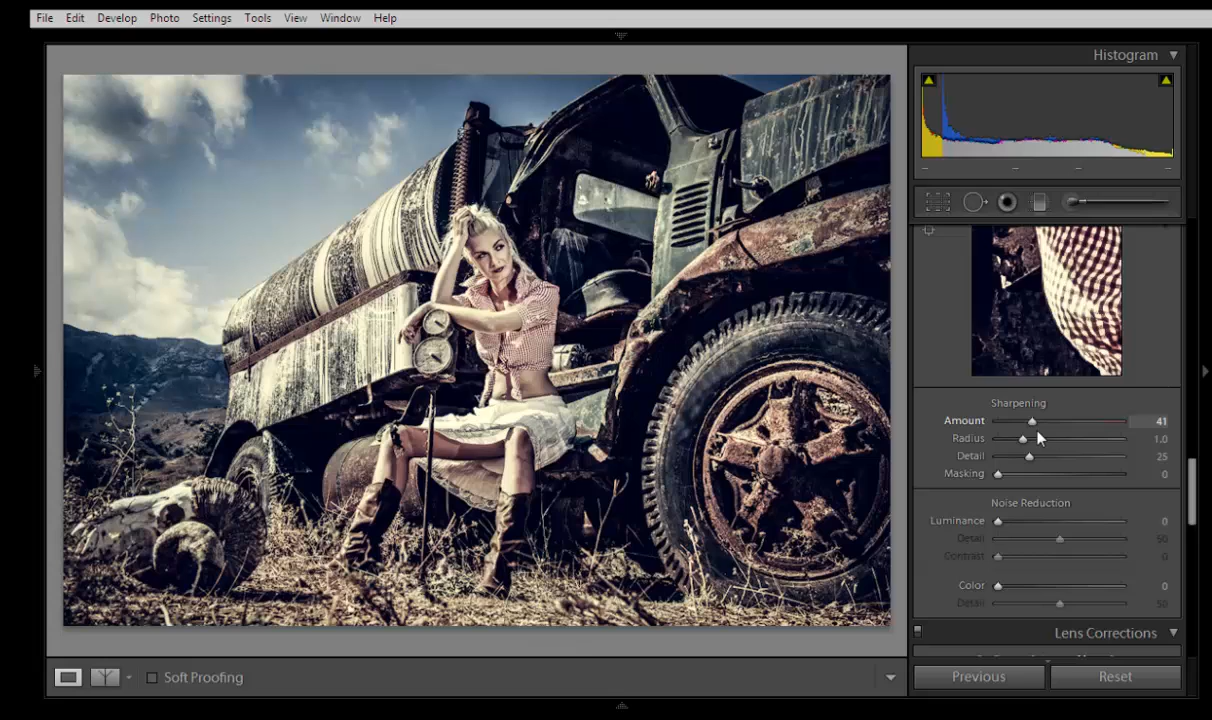 File Edit Develop Photo Settings Tools View Window Help
Histogram
Sharpening
Amount 41
Radius 1.0
Detail 25
Masking 0
Noise Reduction
Luminance 0
Detail 50
Contrast 0
Color 0
Detail 50
Lens Corrections
Soft Proofing
Previous Reset